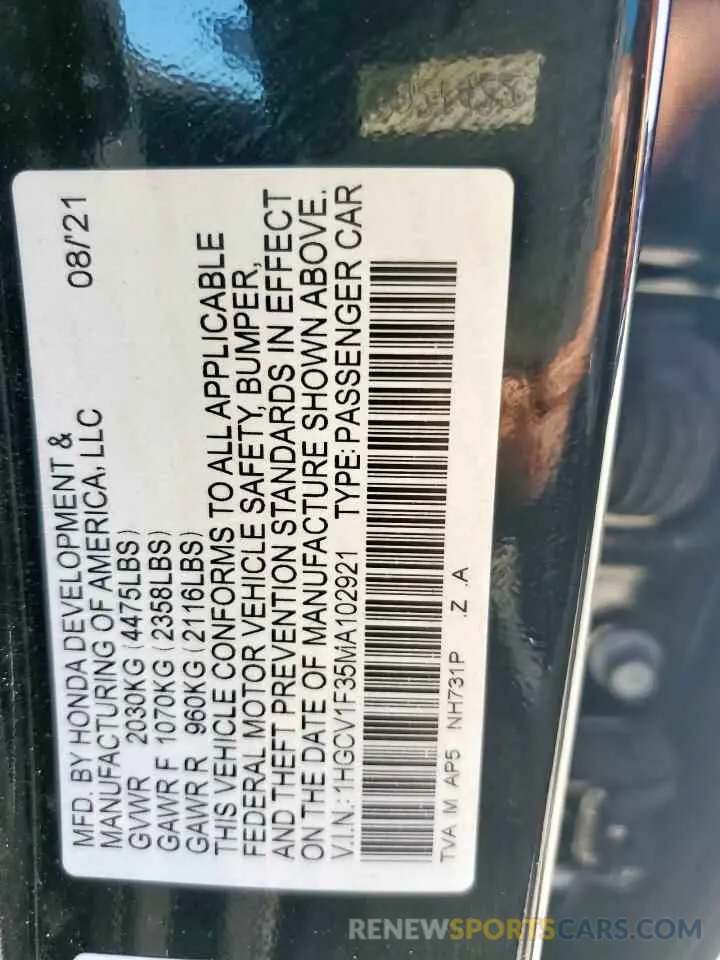 MFD. BY HONDA DEVELOPMENT &
MANUFACTURING OF AMERICA, LLC 08/'21
GVWR 2030KG (4475LBS)
GAWR F 1070KG (2358LBS)
GAWR R 960KG (2116LBS)
THIS VEHICLE CONFORMS TO ALL APPLICABLE
FEDERAL MOTOR VEHICLE SAFETY, BUMPER,
AND THEFT PREVENTION STANDARDS IN EFFECT
ON THE DATE OF MANUFACTURE SHOWN ABOVE.
V.I.N.: 1HGCV1F35MA102921 TYPE: PASSENGER CAR
TVA M AP5 NH731P .Z .A
RENEWSPORTSCARS.COM